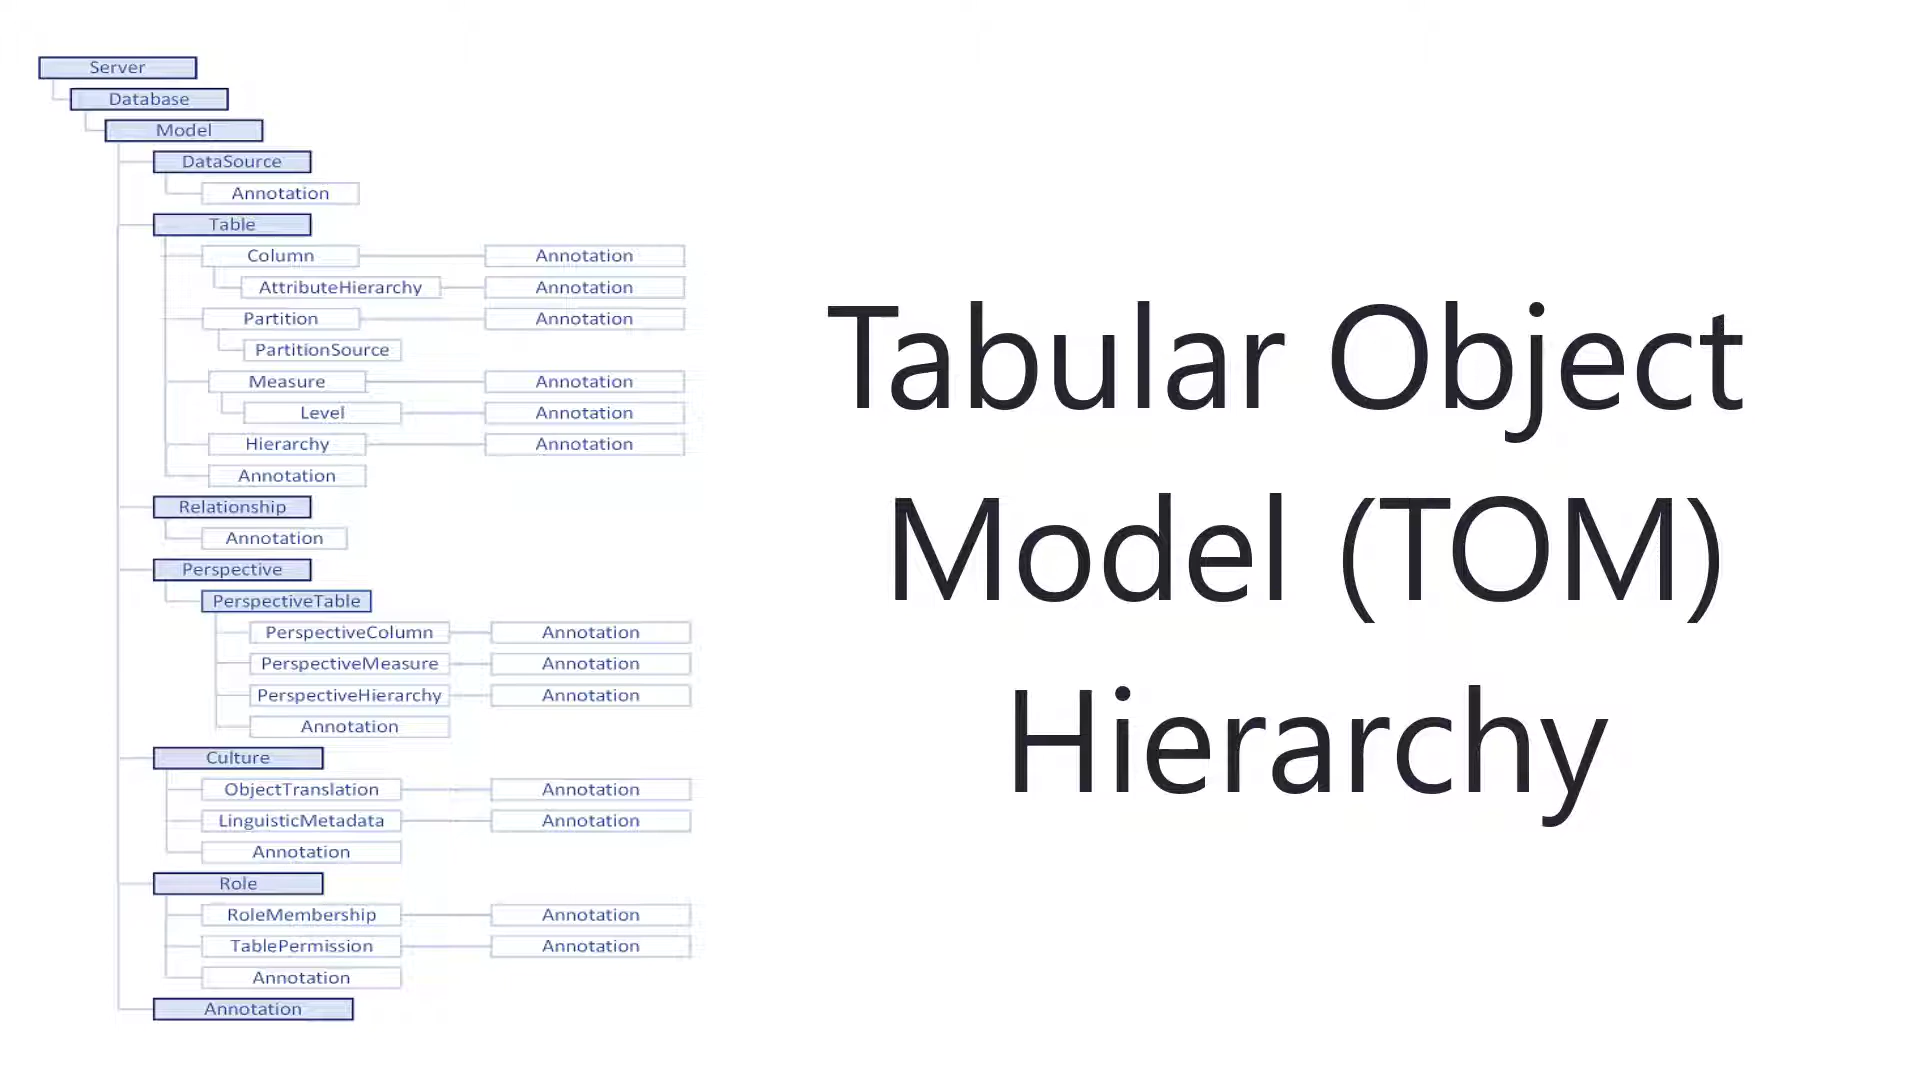 Server
Database
Model
DataSource
Annotation
Table
Column Annotation
AttributeHierarchy Annotation
Partition Annotation
PartitionSource
Measure Annotation
Level Annotation
Hierarchy Annotation
Annotation
Relationship
Annotation
Perspective
PerspectiveTable
PerspectiveColumn Annotation
PerspectiveMeasure Annotation
PerspectiveHierarchy Annotation
Annotation
Culture
ObjectTranslation Annotation
LinguisticMetadata Annotation
Annotation
Role
RoleMembership Annotation
TablePermission Annotation
Annotation
Annotation
Tabular Object
Model (TOM)
Hierarchy